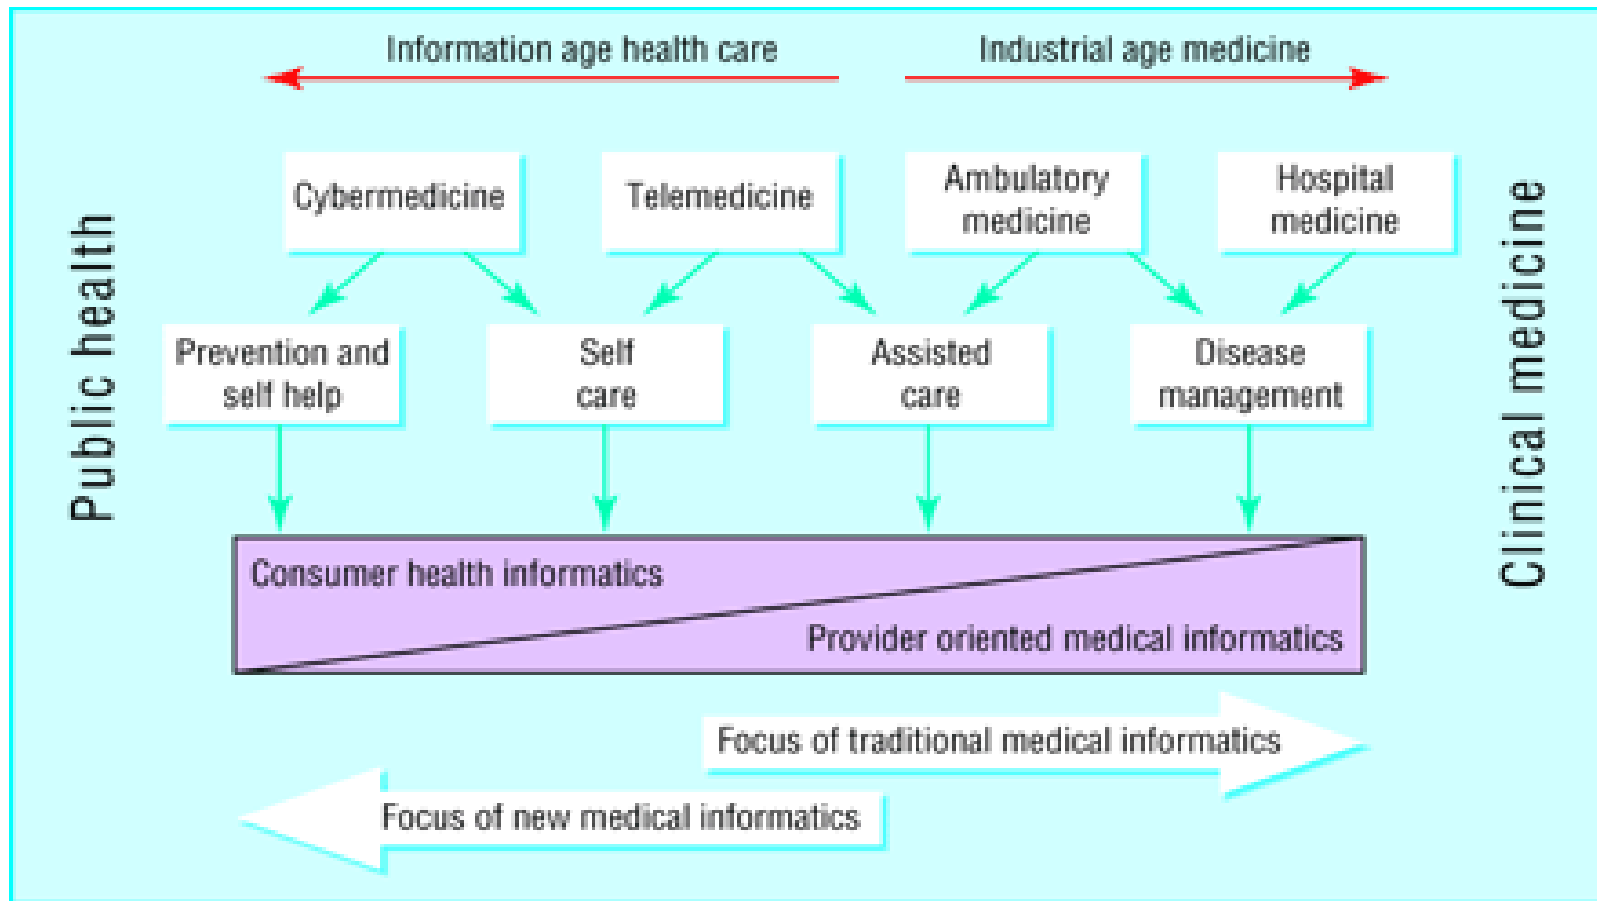 Information age health care
Industrial age medicine
Public health
Cybermedicine
Telemedicine
Ambulatory
medicine
Hospital
medicine
Prevention and
self help
Self
care
Assisted
care
Disease
management
Clinical medicine
Consumer health informatics
Provider oriented medical informatics
Focus of traditional medical informatics
Focus of new medical informatics